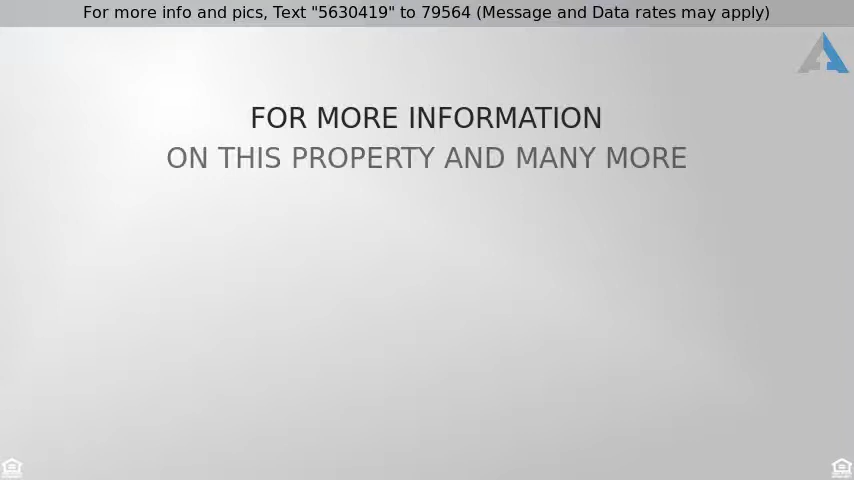 For more info and pics, Text "5630419" to 79564 (Message and Data rates may apply)
FOR MORE INFORMATION
ON THIS PROPERTY AND MANY MORE